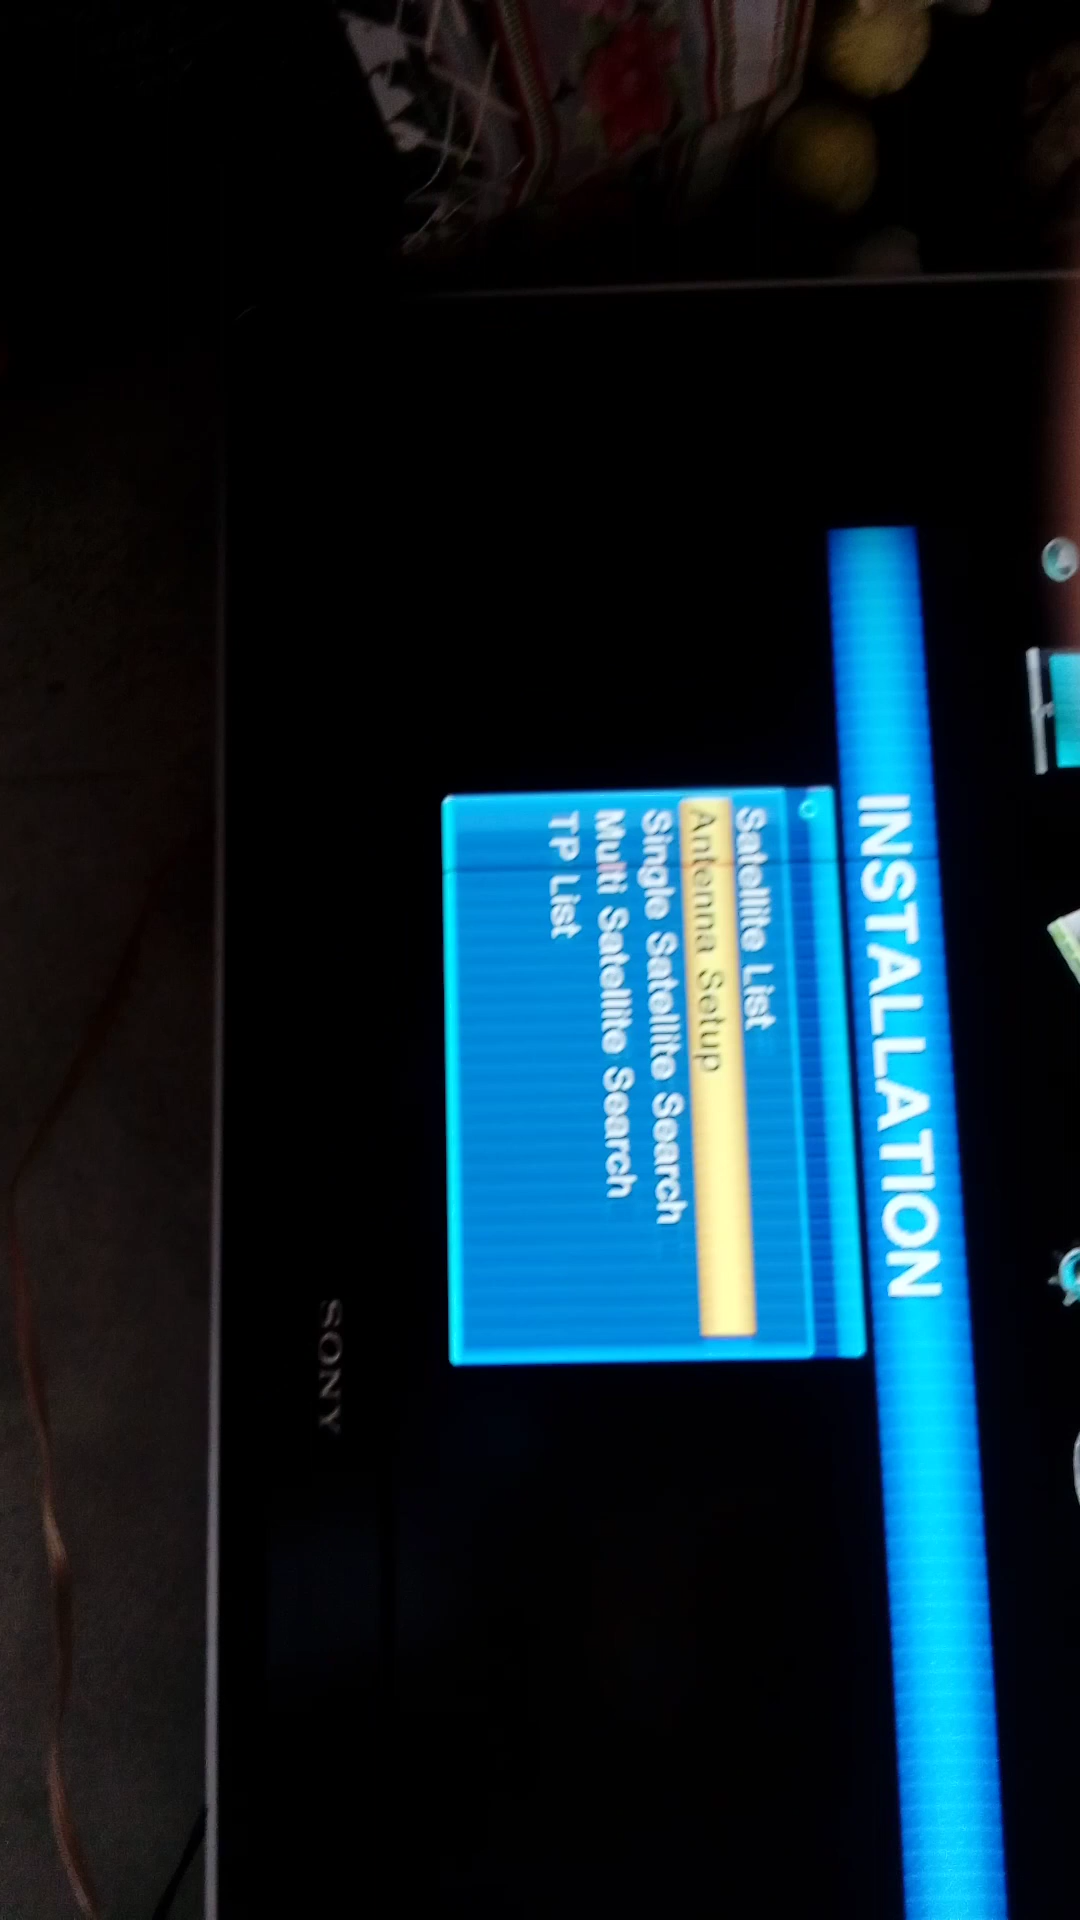 INSTALLATION
Satellite List
Antenna Setup
Single Satellite Search
Multi Satellite Search
TP List
SONY